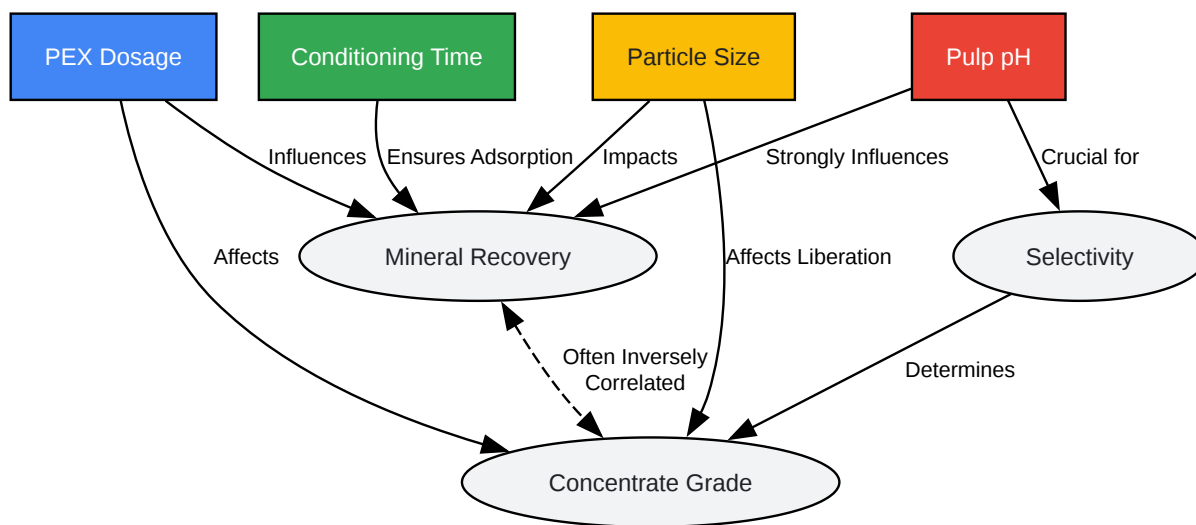 PEX Dosage
Conditioning Time
Particle Size
Pulp pH
Influences
Ensures Adsorption
Impacts
Strongly Influences
Crucial for
Affects
Mineral Recovery
Affects Liberation
Selectivity
Often Inversely
Correlated
Determines
Concentrate Grade